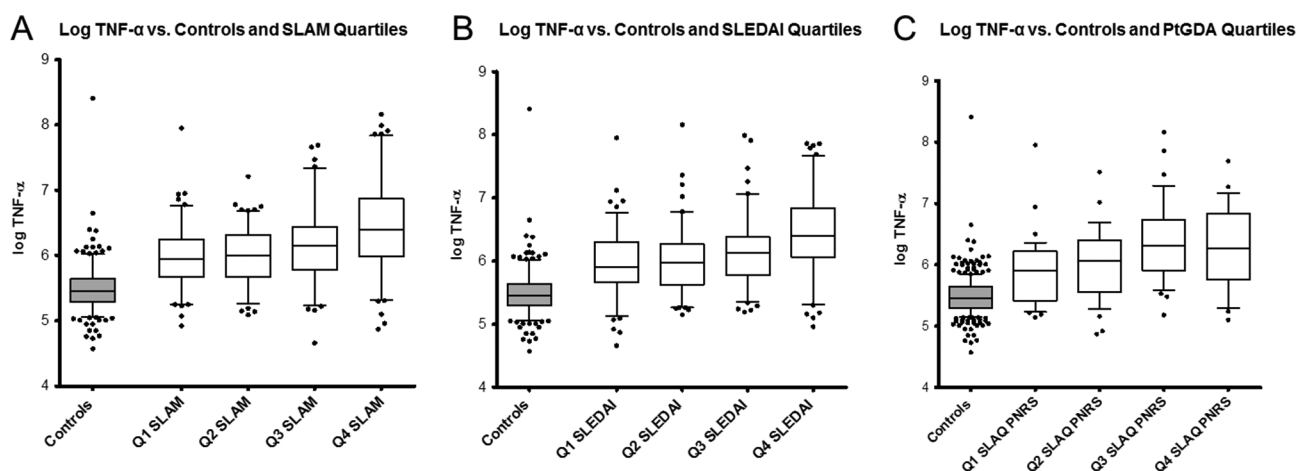 A Log TNF-α vs. Controls and SLAM Quartiles
9
8
7
6
5
4
log TNF-α
Controls
Q1 SLAM
Q2 SLAM
Q3 SLAM
Q4 SLAM
B Log TNF-α vs. Controls and SLEDAI Quartiles
9
8
7
6
5
4
log TNF-α
Controls
Q1 SLEDAI
Q2 SLEDAI
Q3 SLEDAI
Q4 SLEDAI
C Log TNF-α vs. Controls and PtGDA Quartiles
9
8
7
6
5
4
log TNF-α
Controls
Q1 SLAQ PNRS
Q2 SLAQ PNRS
Q3 SLAQ PNRS
Q4 SLAQ PNRS